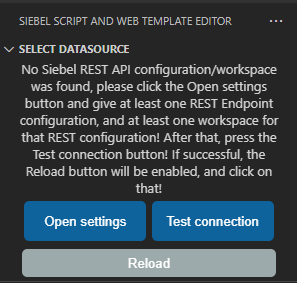 SIEBEL SCRIPT AND WEB TEMPLATE EDITOR
SELECT DATASOURCE
No Siebel REST API configuration/workspace
was found, please click the Open settings
button and give at least one REST Endpoint
configuration, and at least one workspace for
that REST configuration! After that, press the
Test connection button! If successful, the
Reload button will be enabled, and click on
that!
Open settings Test connection
Reload